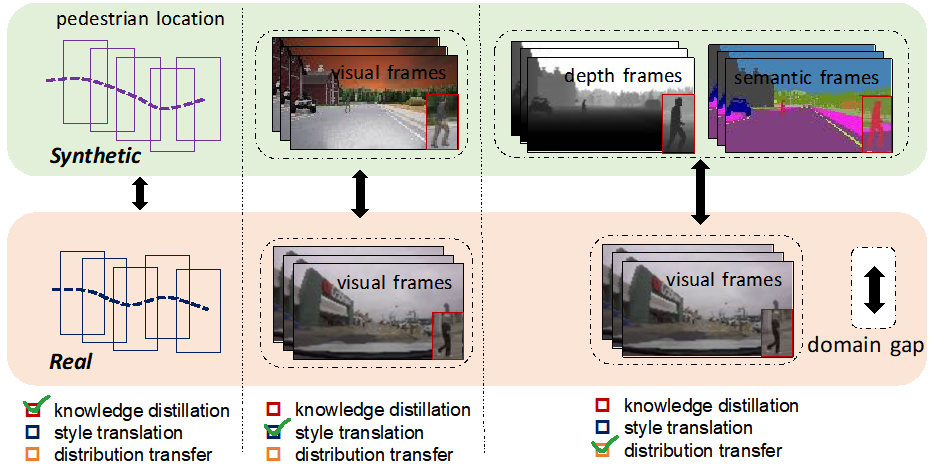 pedestrian location
visual frames
depth frames
semantic frames
Synthetic
visual frames
visual frames
Real
domain gap
knowledge distillation
style translation
distribution transfer
knowledge distillation
style translation
distribution transfer
knowledge distillation
style translation
distribution transfer